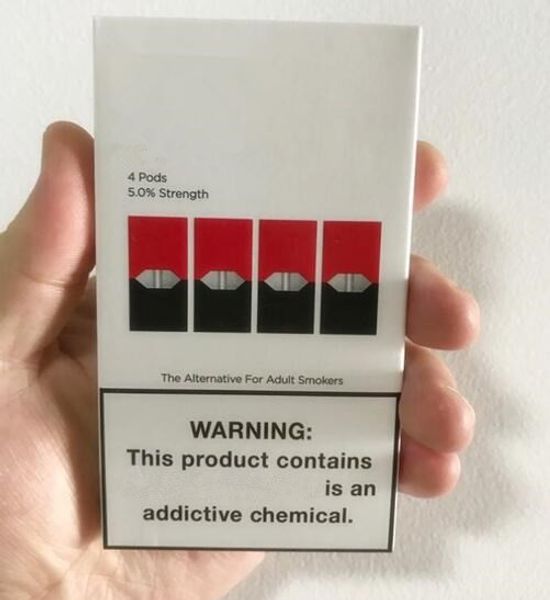 4 Pods
5.0% Strength
The Alternative For Adult Smokers
WARNING:
This product contains
is an
addictive chemical.